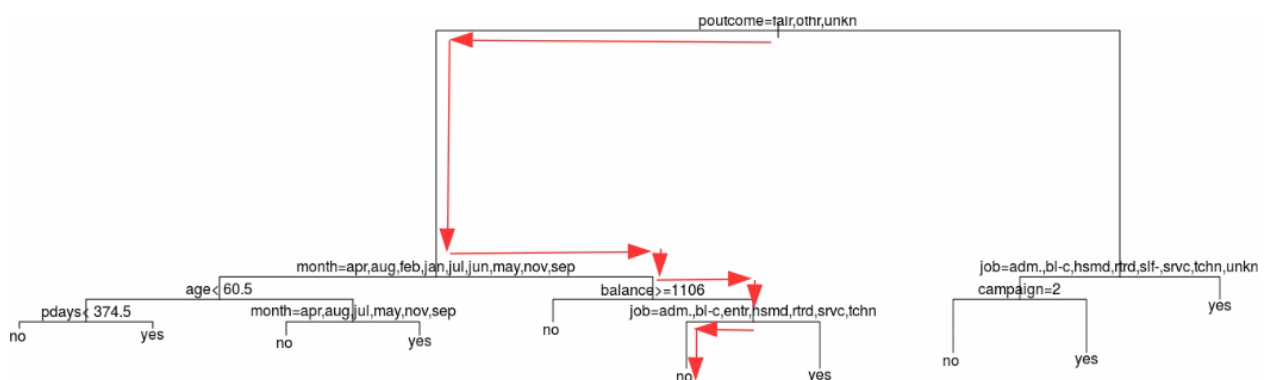 poutcome=fair,othr,unkn
month=apr,aug,feb,jan,jul,jun,may,nov,sep
job=adm.,bl-c,hsmd,rtrd,slf-,srvc,tchn,unkn
age< 60.5
balance>=1106
campaign=2
pdays< 374.5
month=apr,aug,jul,may,nov,sep
no
job=adm.,bl-c,entr,hsmd,rtrd,srvc,tchn
yes
no
yes
no
yes
no
yes
no
yes